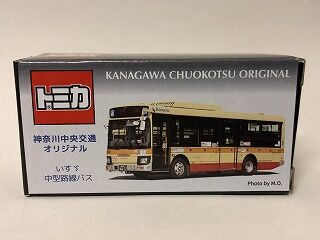 トミカ
KANAGAWA CHUOKOTSU ORIGINAL
神奈川中央交通
オリジナル
いすゞ
中型路線バス
Photo by M.O.